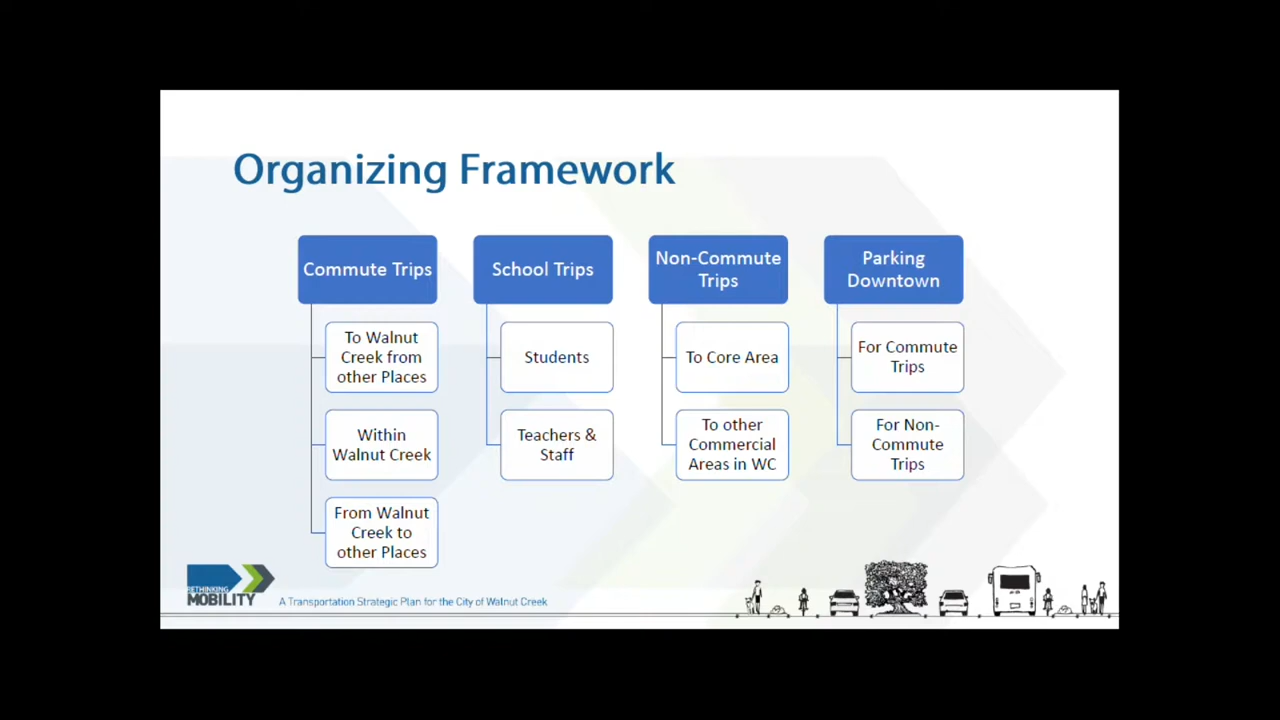 Organizing Framework
Commute Trips
To Walnut
Creek from
other Places
Within
Walnut Creek
From Walnut
Creek to
other Places
School Trips
Students
Teachers &
Staff
Non-Commute
Trips
To Core Area
To other
Commercial
Areas in WC
Parking
Downtown
For Commute
Trips
For Non-
Commute
Trips
RETHINKING
MOBILITY
A Transportation Strategic Plan for the City of Walnut Creek